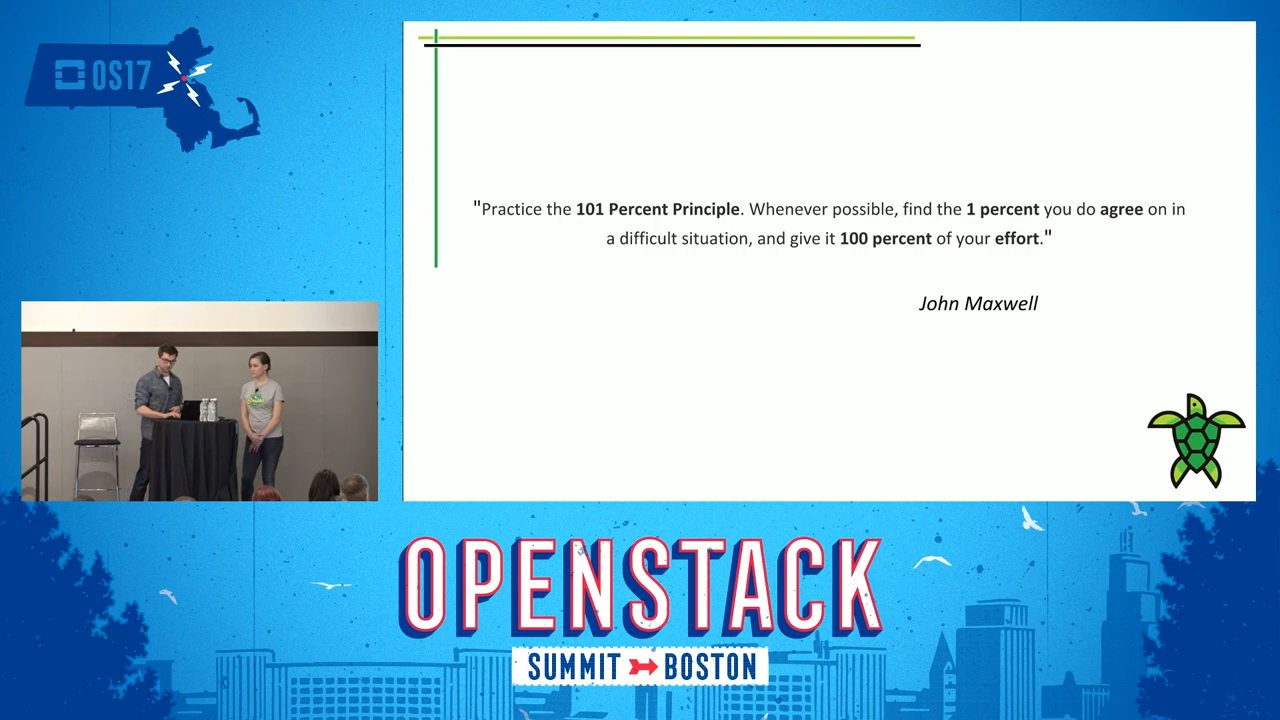 OS17
"Practice the 101 Percent Principle. Whenever possible, find the 1 percent you do agree on in
a difficult situation, and give it 100 percent of your effort."
John Maxwell
OPENSTACK
SUMMIT BOSTON